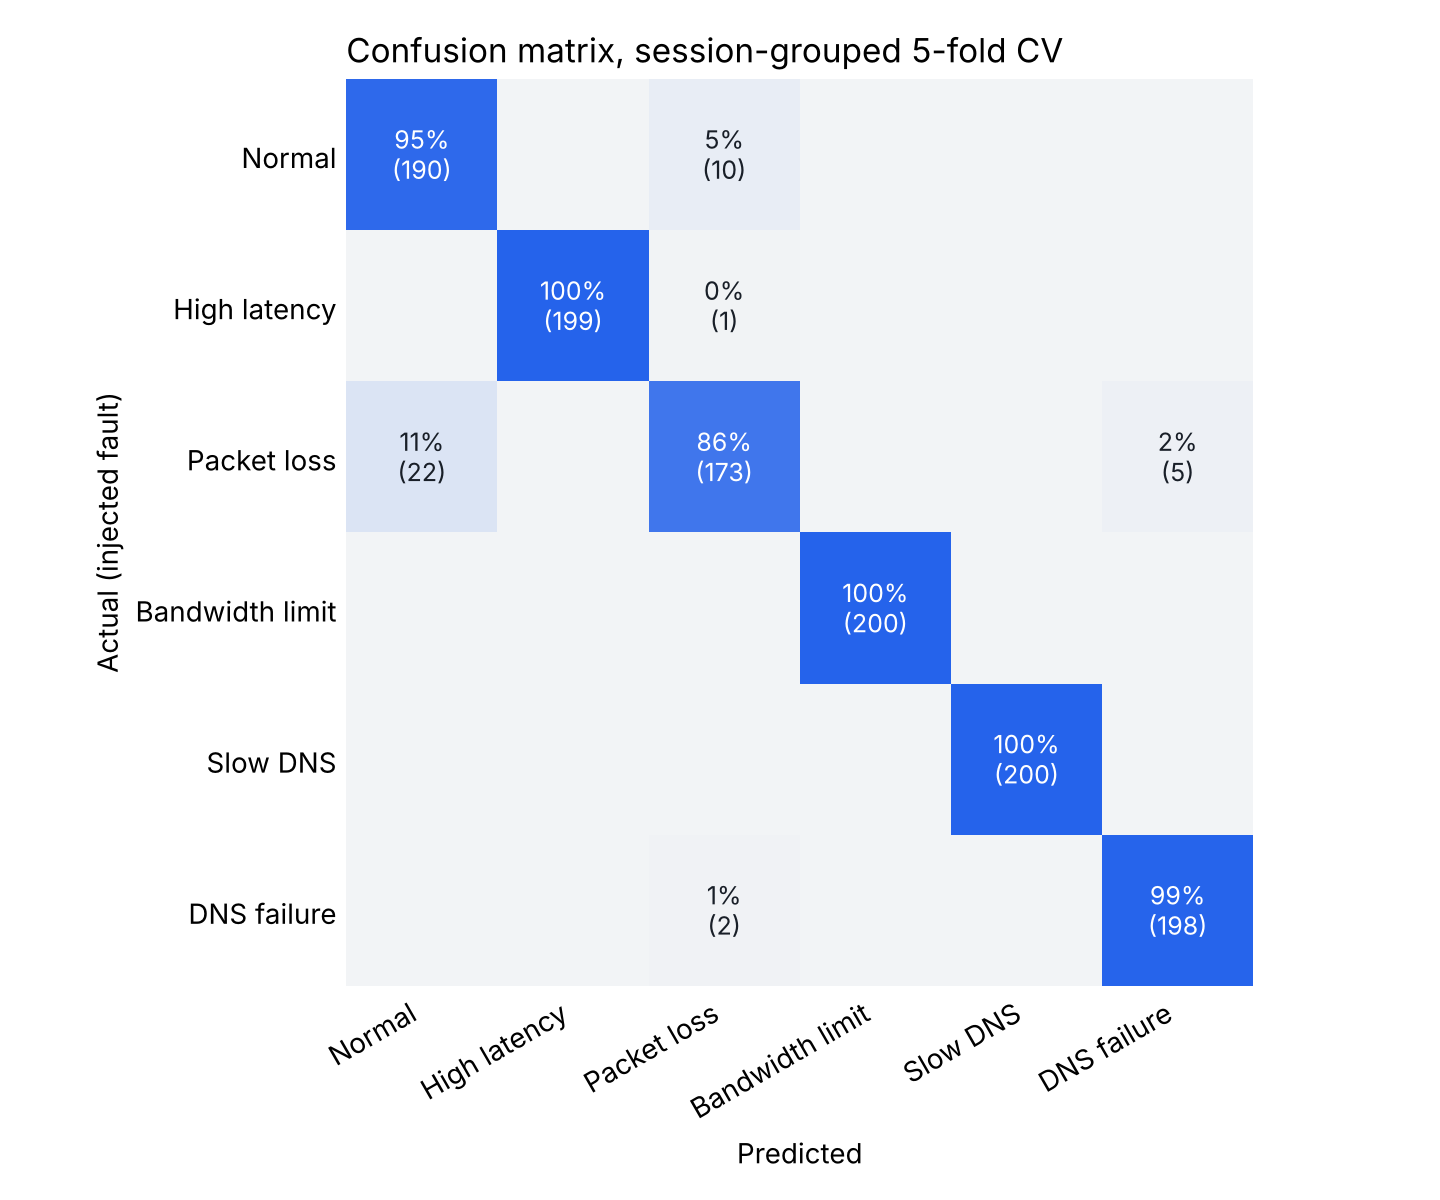 Confusion matrix, session-grouped 5-fold CV
Normal
95%
(190)
5%
(10)
High latency
100%
(199)
0%
(1)
Packet loss
11%
(22)
86%
(173)
2%
(5)
Bandwidth limit
100%
(200)
Slow DNS
100%
(200)
DNS failure
1%
(2)
99%
(198)
Actual (injected fault)
Normal
High latency
Packet loss
Bandwidth limit
Slow DNS
DNS failure
Predicted